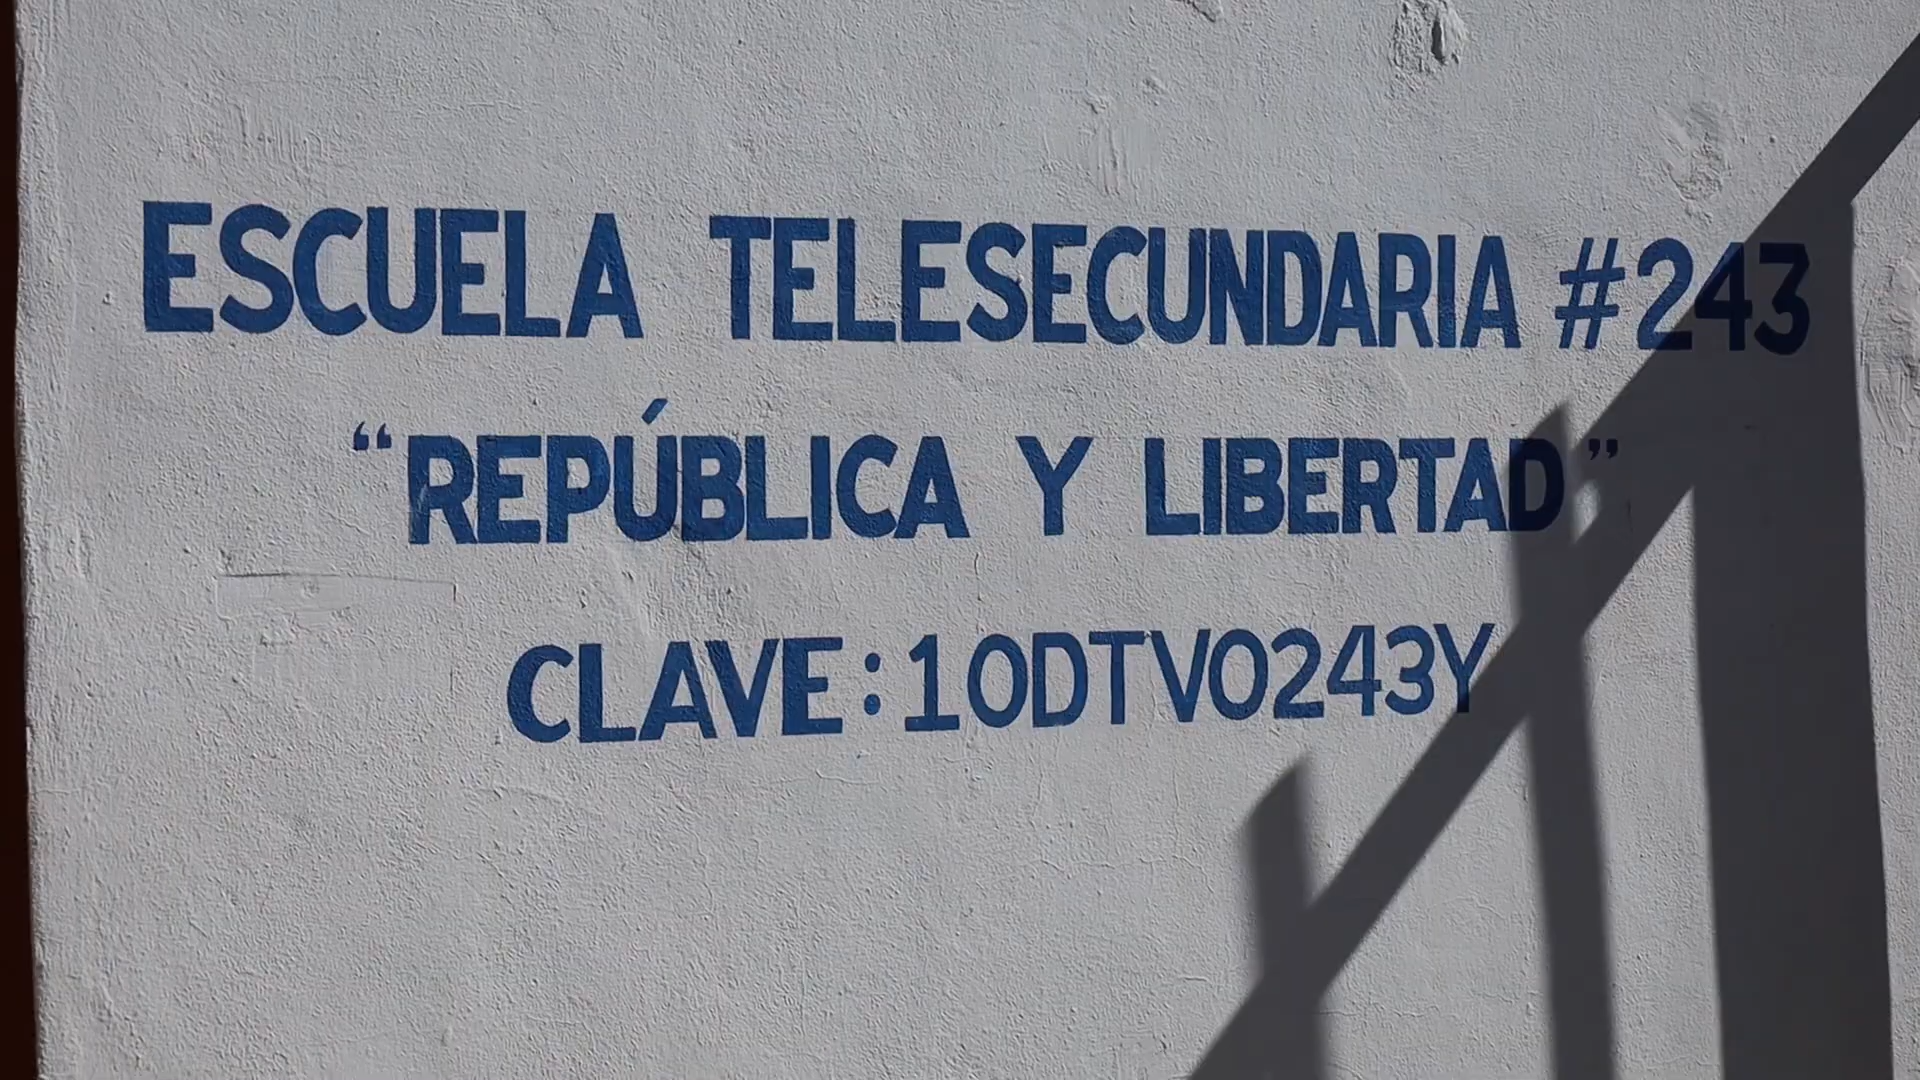 ESCUELA TELESECUNDARIA #243
“REPÚBLICA Y LIBERTAD”
CLAVE:10DTV0243Y